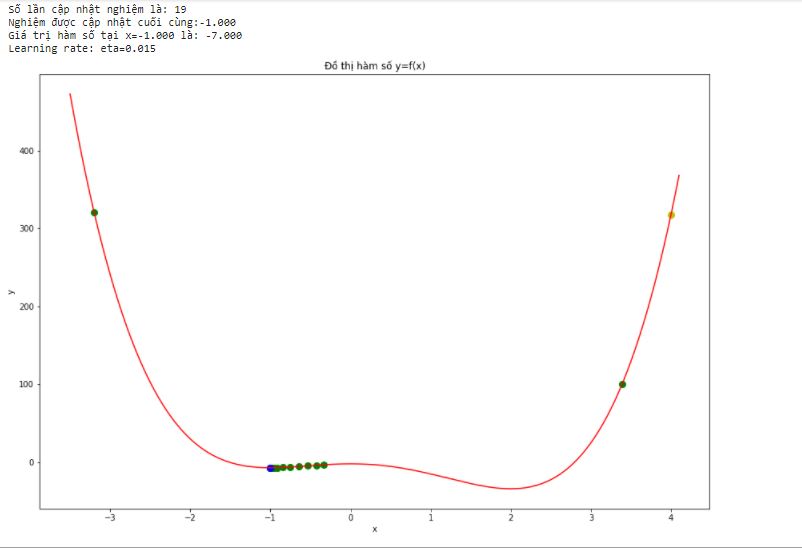 Số lần cập nhật nghiệm là: 19
Nghiệm được cập nhật cuối cùng:-1.000
Giá trị hàm số tại x=-1.000 là: -7.000
Learning rate: eta=0.015
Đồ thị hàm số y=f(x)
400
300
200
100
0
y
−3 −2 −1 0 1 2 3 4
x